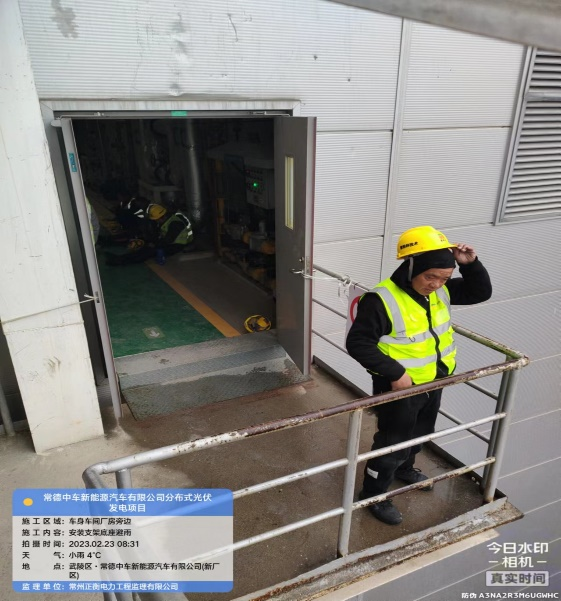 常德中车新能源汽车有限公司分布式光伏
发电项目
施工区域：车身车间厂房旁边
施工内容：安装支架底座避雨
拍摄时间：2023.02.23 08:31
天气：小雨 4℃
地点：武陵区·常德中车新能源汽车有限公司(新厂
区)
监理单位：常州正衡电力工程监理有限公司
今日水印
相机
真实时间
防伪 A3NA2R3M6UGWHC